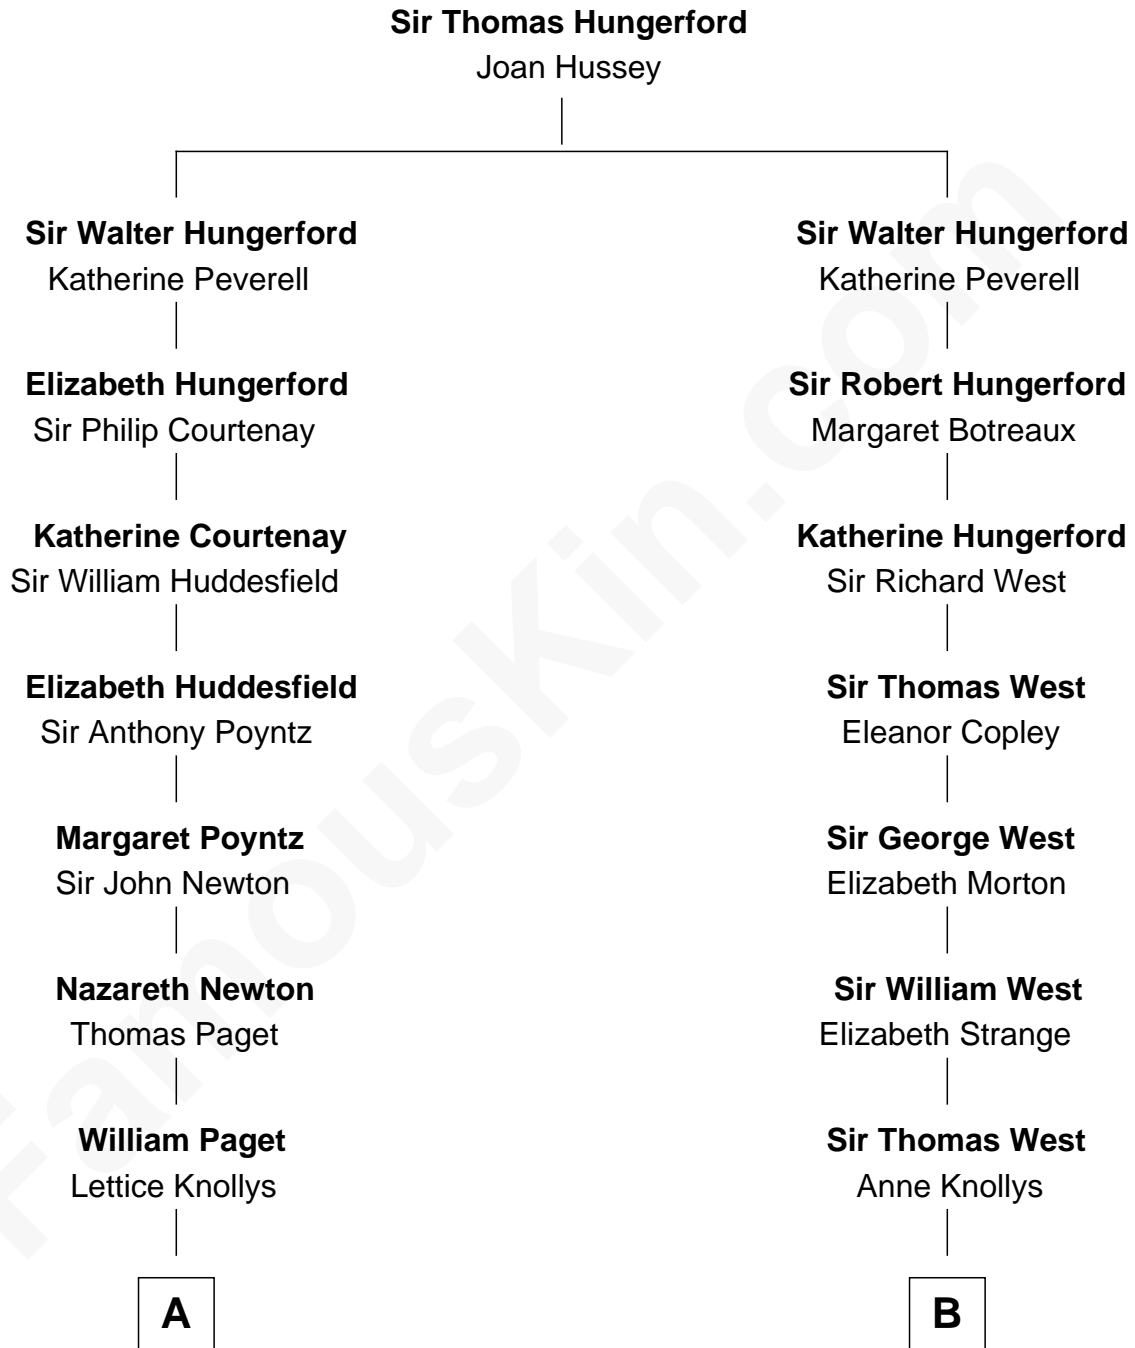 Sir Thomas Hungerford
Joan Hussey
Sir Walter Hungerford
Katherine Peverell
Elizabeth Hungerford
Sir Philip Courtenay
Katherine Courtenay
Sir William Huddesfield
Elizabeth Huddesfield
Sir Anthony Poyntz
Margaret Poyntz
Sir John Newton
Nazareth Newton
Thomas Paget
William Paget
Lettice Knollys
A
Sir Walter Hungerford
Katherine Peverell
Sir Robert Hungerford
Margaret Botreaux
Katherine Hungerford
Sir Richard West
Sir Thomas West
Eleanor Copley
Sir George West
Elizabeth Morton
Sir William West
Elizabeth Strange
Sir Thomas West
Anne Knollys
B
FamousKin.com